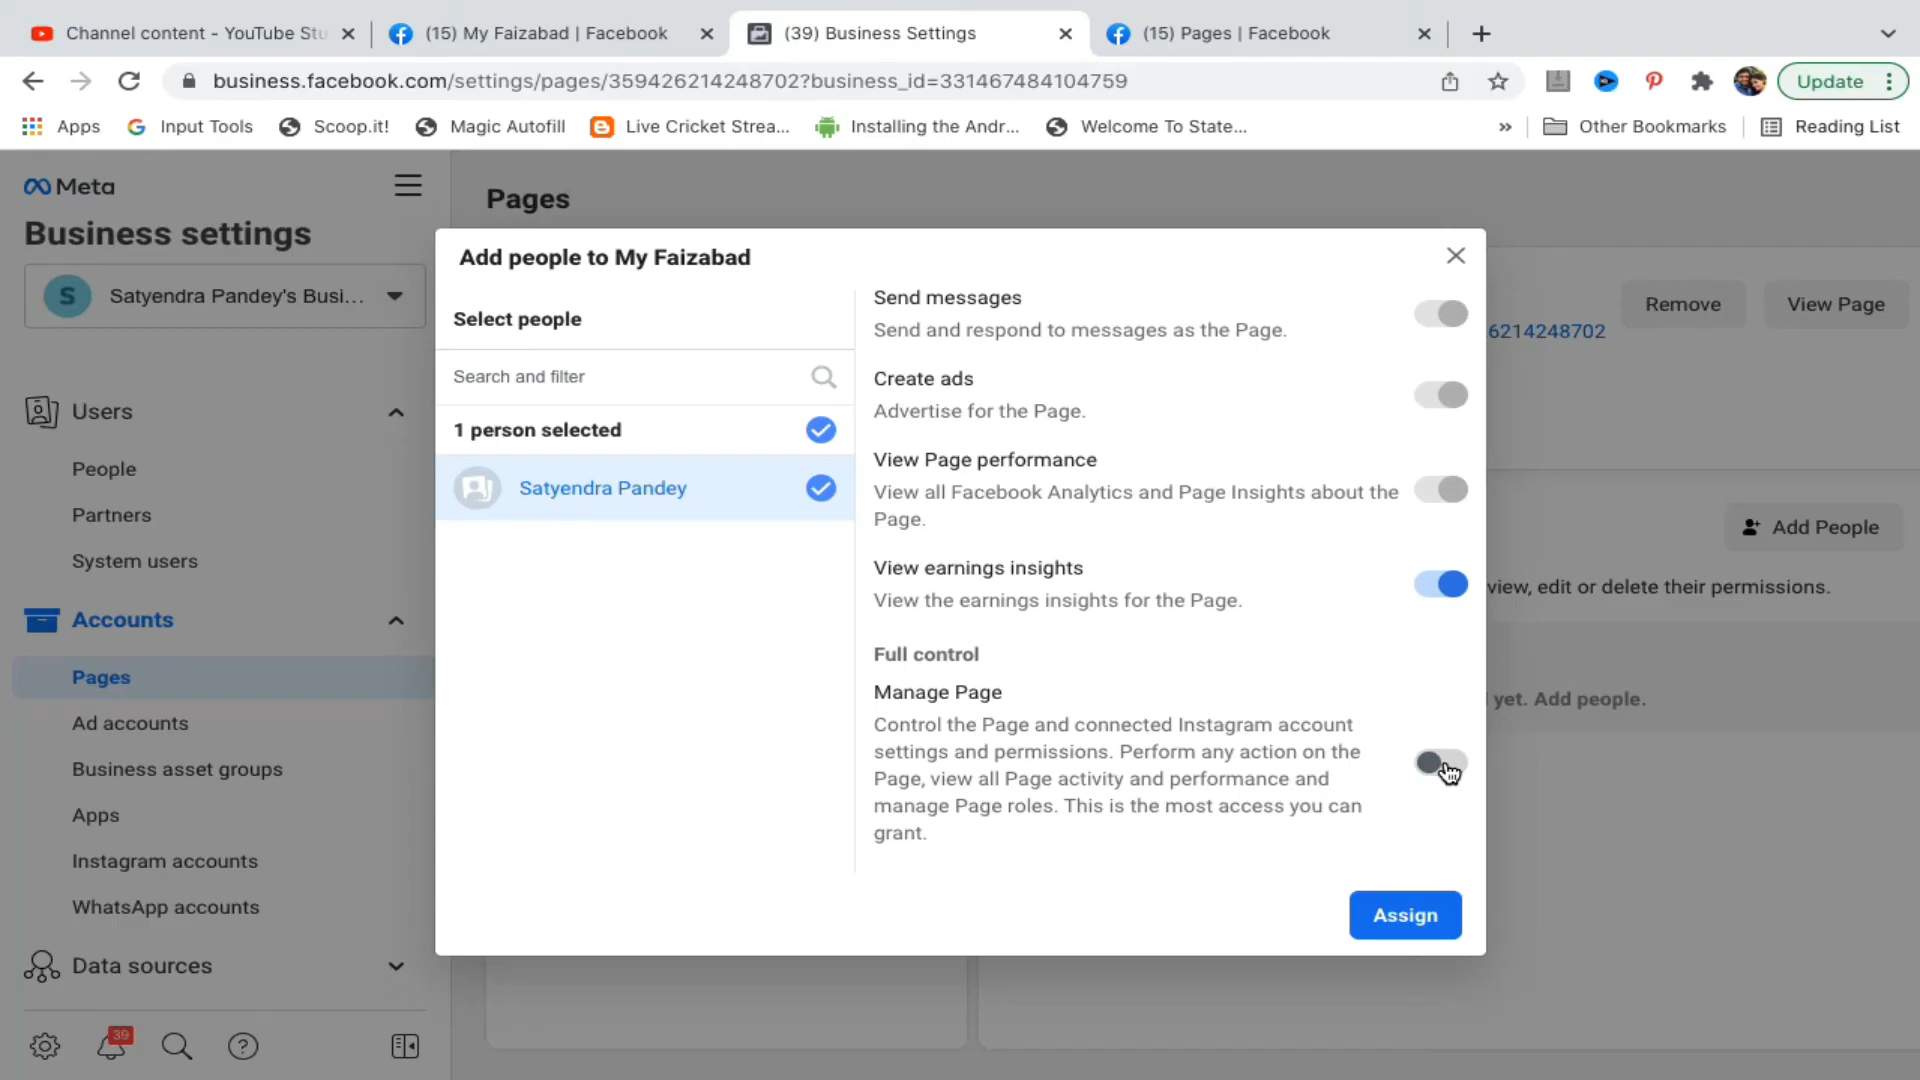 Channel content - YouTube Stu
(15) My Faizabad | Facebook
(39) Business Settings
(15) Pages | Facebook
business.facebook.com/settings/pages/359426214248702?business_id=331467484104759
Update
Apps
Input Tools
Scoop.it!
Magic Autofill
Live Cricket Strea...
Installing the Andr...
Welcome To State...
»
Other Bookmarks
Reading List
Meta
Business settings
S
Satyendra Pandey's Busi...
Users
People
Partners
System users
Accounts
Pages
Ad accounts
Business asset groups
Apps
Instagram accounts
WhatsApp accounts
Data sources
39
Pages
6214248702
Remove
View Page
Add People
view, edit or delete their permissions.
yet. Add people.
Add people to My Faizabad
Select people
Search and filter
1 person selected
Satyendra Pandey
Send messages
Send and respond to messages as the Page.
Create ads
Advertise for the Page.
View Page performance
View all Facebook Analytics and Page Insights about the
Page.
View earnings insights
View the earnings insights for the Page.
Full control
Manage Page
Control the Page and connected Instagram account
settings and permissions. Perform any action on the
Page, view all Page activity and performance and
manage Page roles. This is the most access you can
grant.
Assign